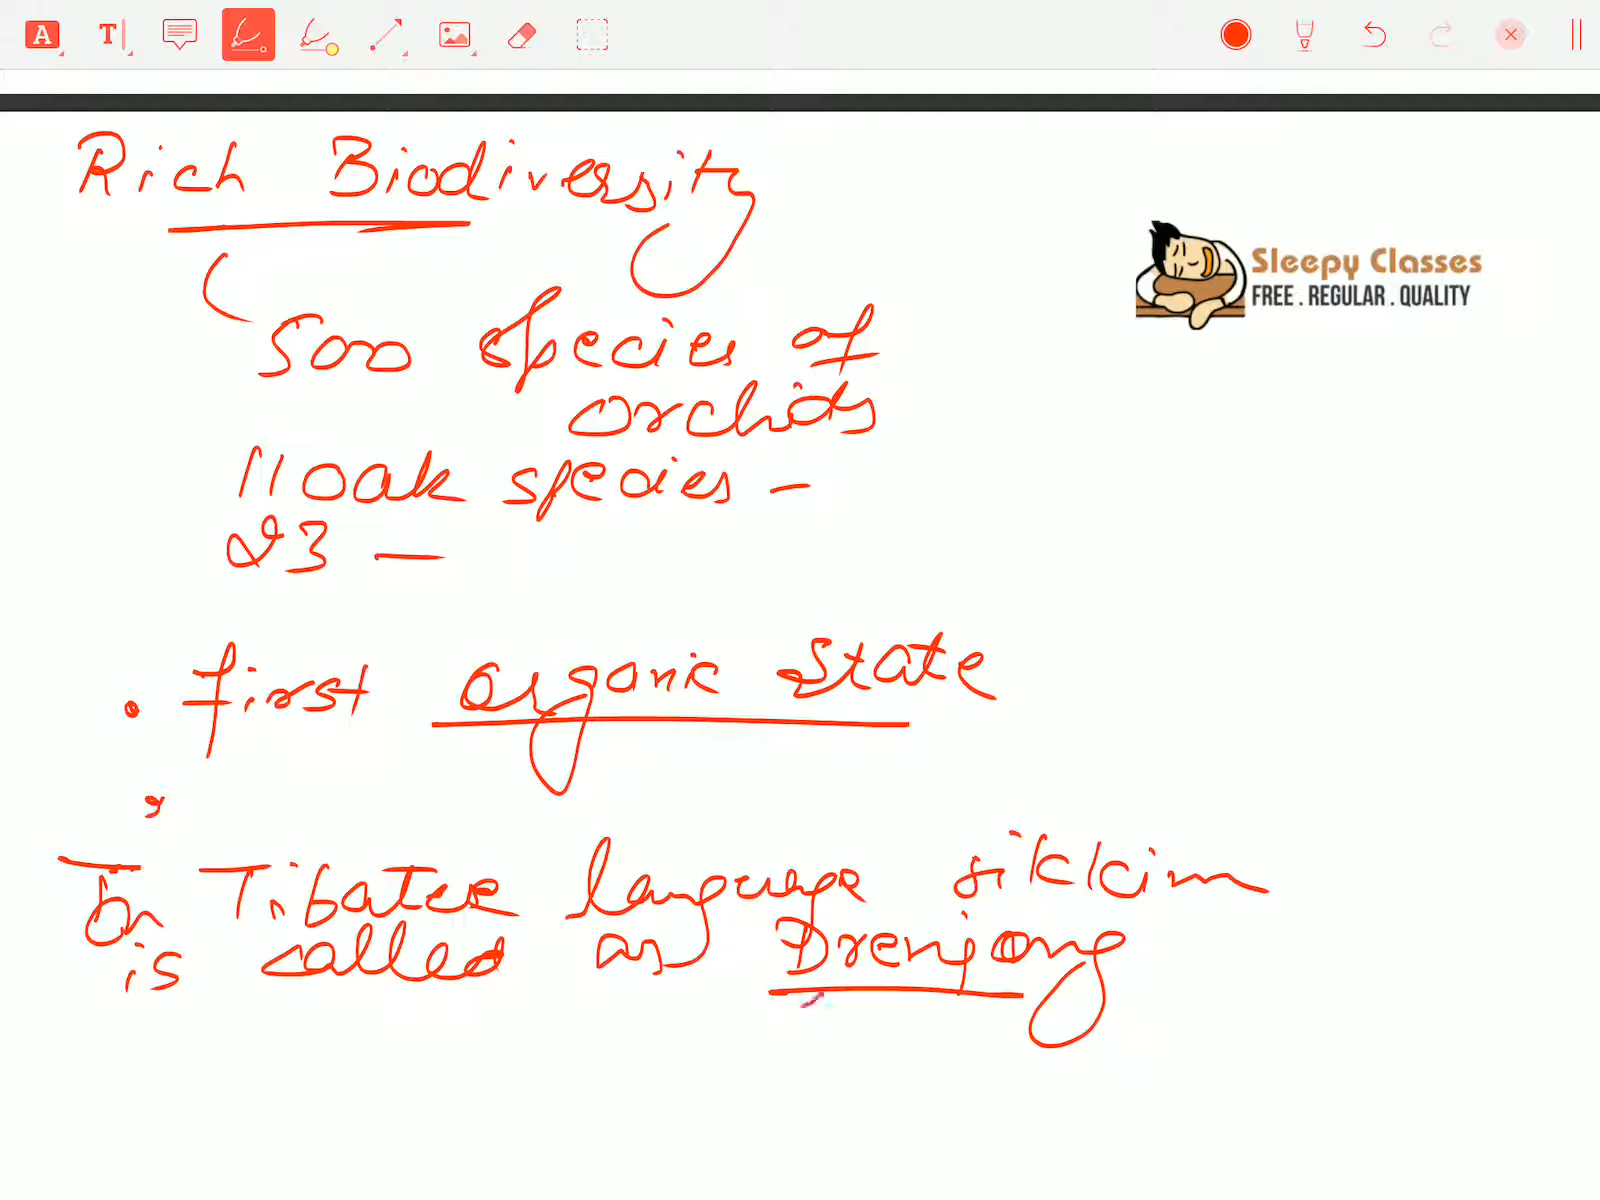 Rich Biodiversity
Sleepy Classes
FREE . REGULAR . QUALITY
500 species of
orchids
11 oak species -
23 —
. first organic state
In Tibatee language sikkim
is called as Drenjong